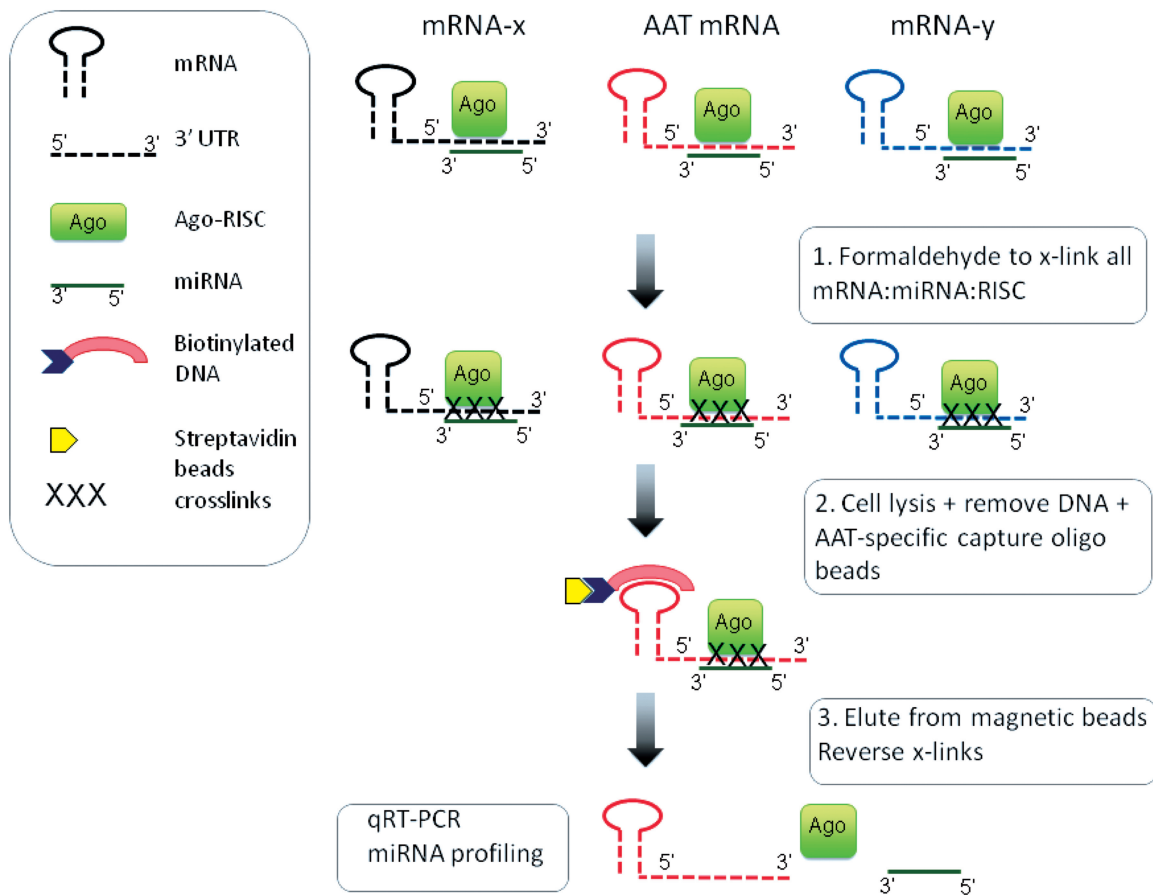 mRNA
5' 3'
3' UTR
Ago
Ago-RISC
miRNA
3' 5'
Biotinylated
DNA
Streptavidin
beads
XXX
crosslinks
mRNA-x
AAT mRNA
mRNA-y
Ago
5' 3'
3' 5'
Ago
5' 3'
3' 5'
Ago
5' 3'
3' 5'
1. Formaldehyde to x-link all
mRNA:miRNA:RISC
Ago
5' XXX 3'
3' 5'
Ago
5' XXX 3'
3' 5'
Ago
5' XXX 3'
3' 5'
2. Cell lysis + remove DNA +
AAT-specific capture oligo
beads
Ago
5' XXX 3'
3' 5'
3. Elute from magnetic beads
Reverse x-links
qRT-PCR
miRNA profiling
5' 3'
Ago
3' 5'